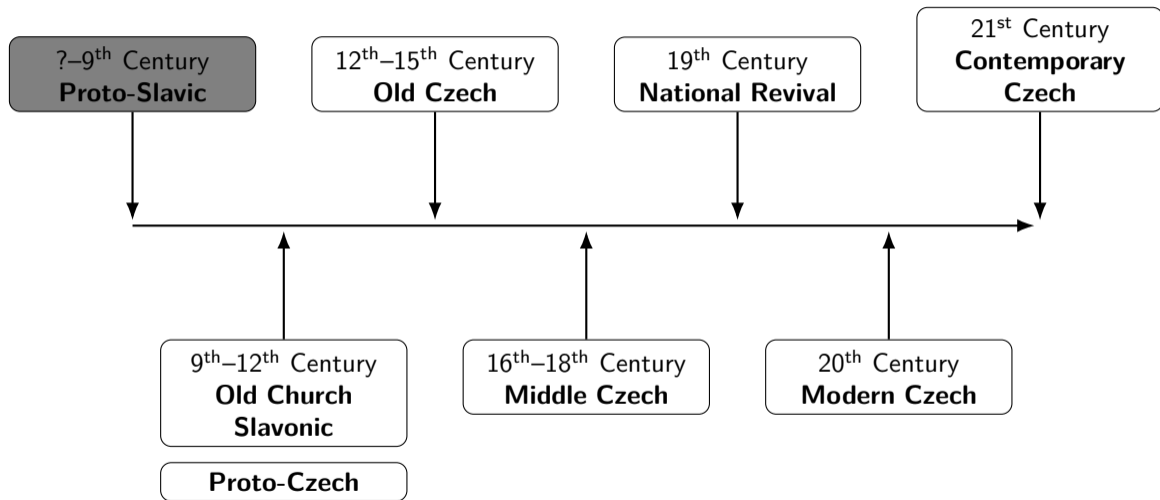 ?–9th Century
Proto-Slavic
12th–15th Century
Old Czech
19th Century
National Revival
21st Century
Contemporary
Czech
9th–12th Century
Old Church
Slavonic
Proto-Czech
16th–18th Century
Middle Czech
20th Century
Modern Czech